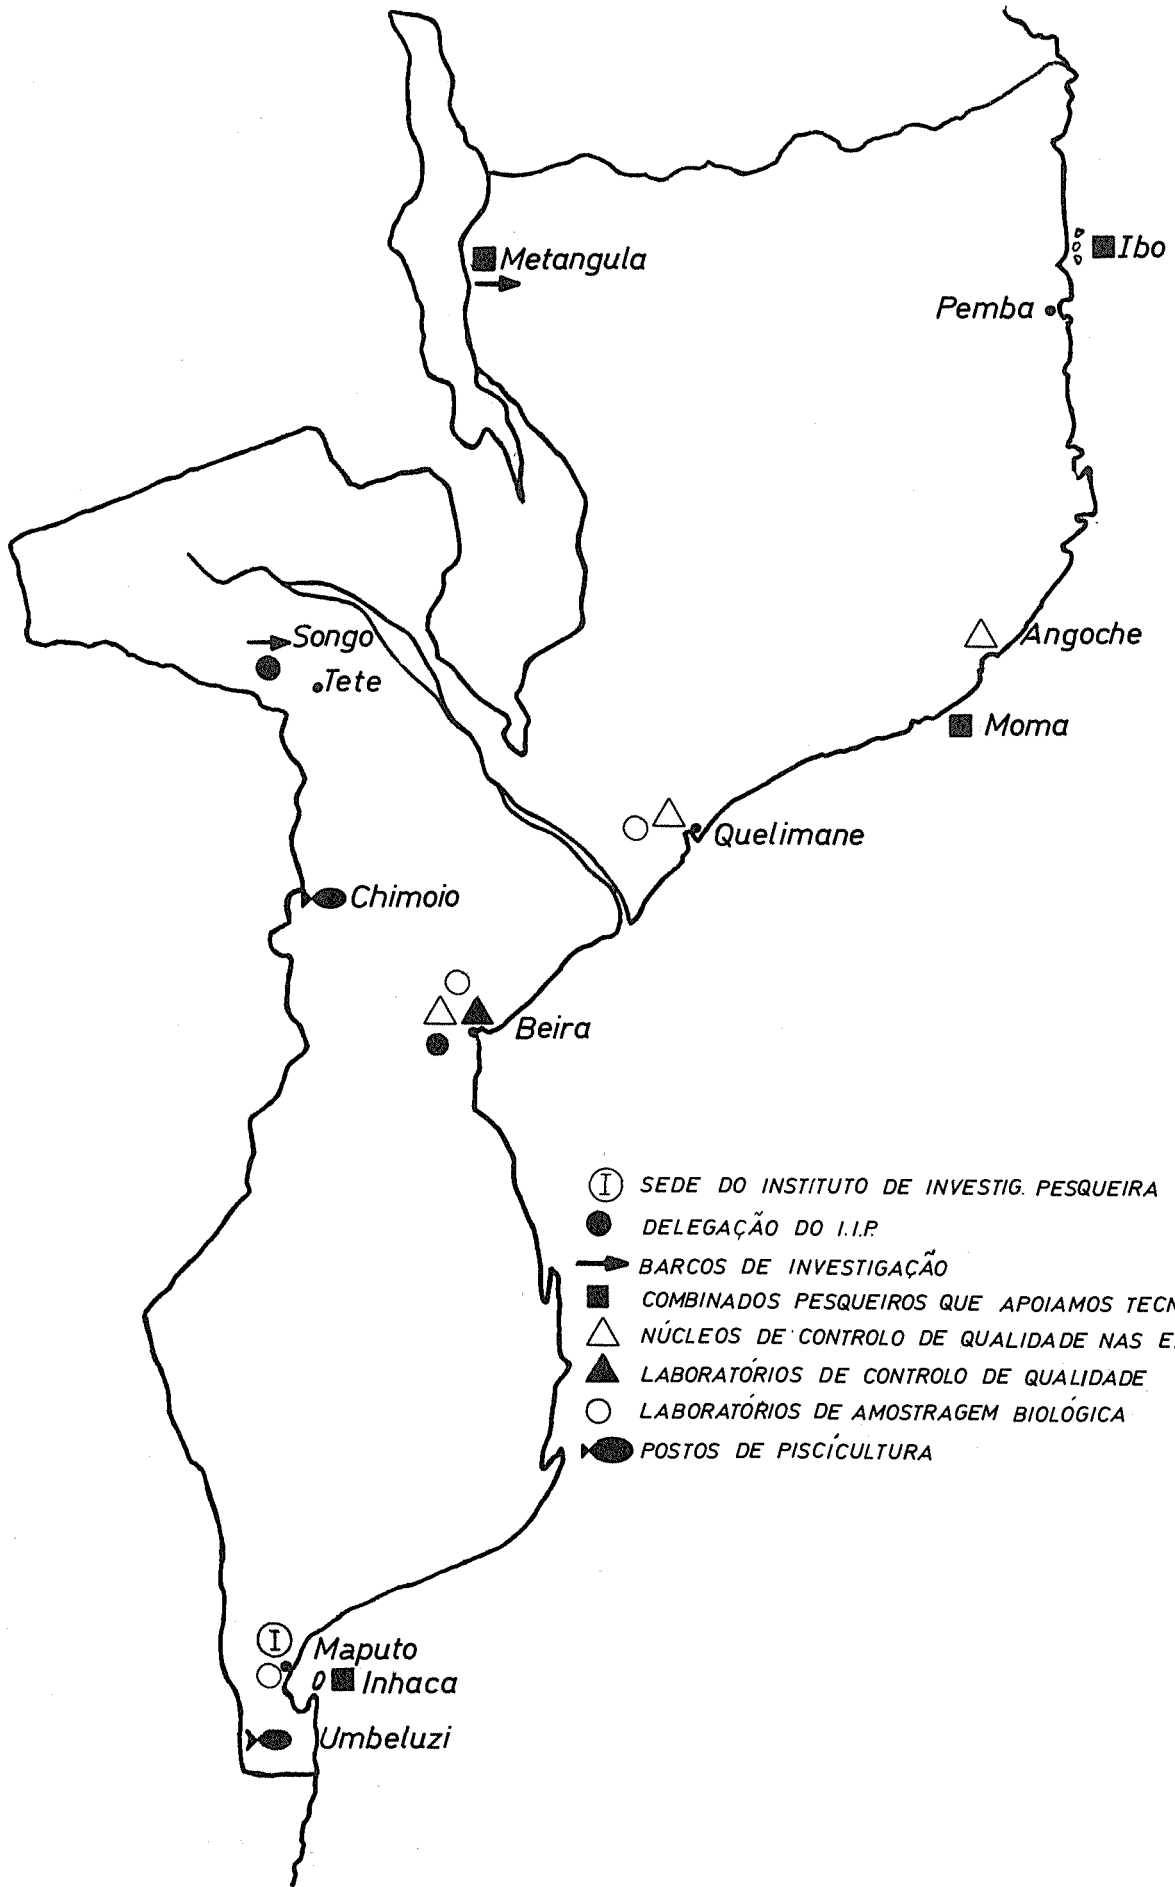 Metangula
Ibo
Pemba
Songo
Tete
Angoche
Moma
Quelimane
Chimoio
Beira
I SEDE DO INSTITUTO DE INVESTIG. PESQUEIRA
DELEGAÇÃO DO I.I.P.
BARCOS DE INVESTIGAÇÃO
COMBINADOS PESQUEIROS QUE APOIAMOS
NÚCLEOS DE CONTROLO DE QUALIDADE NAS
LABORATÓRIOS DE CONTROLO DE QUALIDADE
LABORATÓRIOS DE AMOSTRAGEM BIOLÓGICA
POSTOS DE PISCÍCULTURA
I
Maputo
Inhaca
Umbeluzi